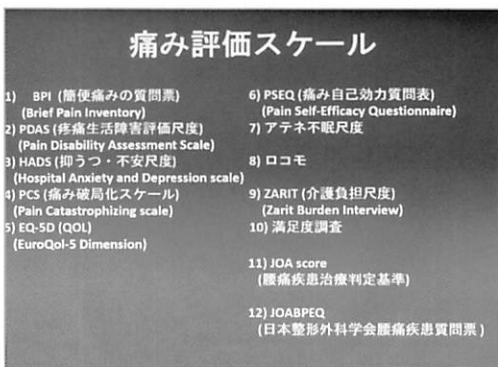 痛み評価スケール
1) BPI (簡便痛みの質問票)
(Brief Pain Inventory)
2) PDAS (疼痛生活障害評価尺度)
(Pain Disability Assessment Scale)
3) HADS (抑うつ・不安尺度)
(Hospital Anxiety and Depression scale)
4) PCS (痛み破局化スケール)
(Pain Catastrophizing scale)
5) EQ-5D (QOL)
(EuroQol-5 Dimension)
6) PSEQ (痛み自己効力質問表)
(Pain Self-Efficacy Questionnaire)
7) アテネ不眠尺度
8) ロコモ
9) ZARIT (介護負担尺度)
(Zarit Burden Interview)
10) 満足度調査
11) JOA score
(腰痛疾患治療判定基準)
12) JOABPEQ
(日本整形外科学会腰痛疾患質問票 )